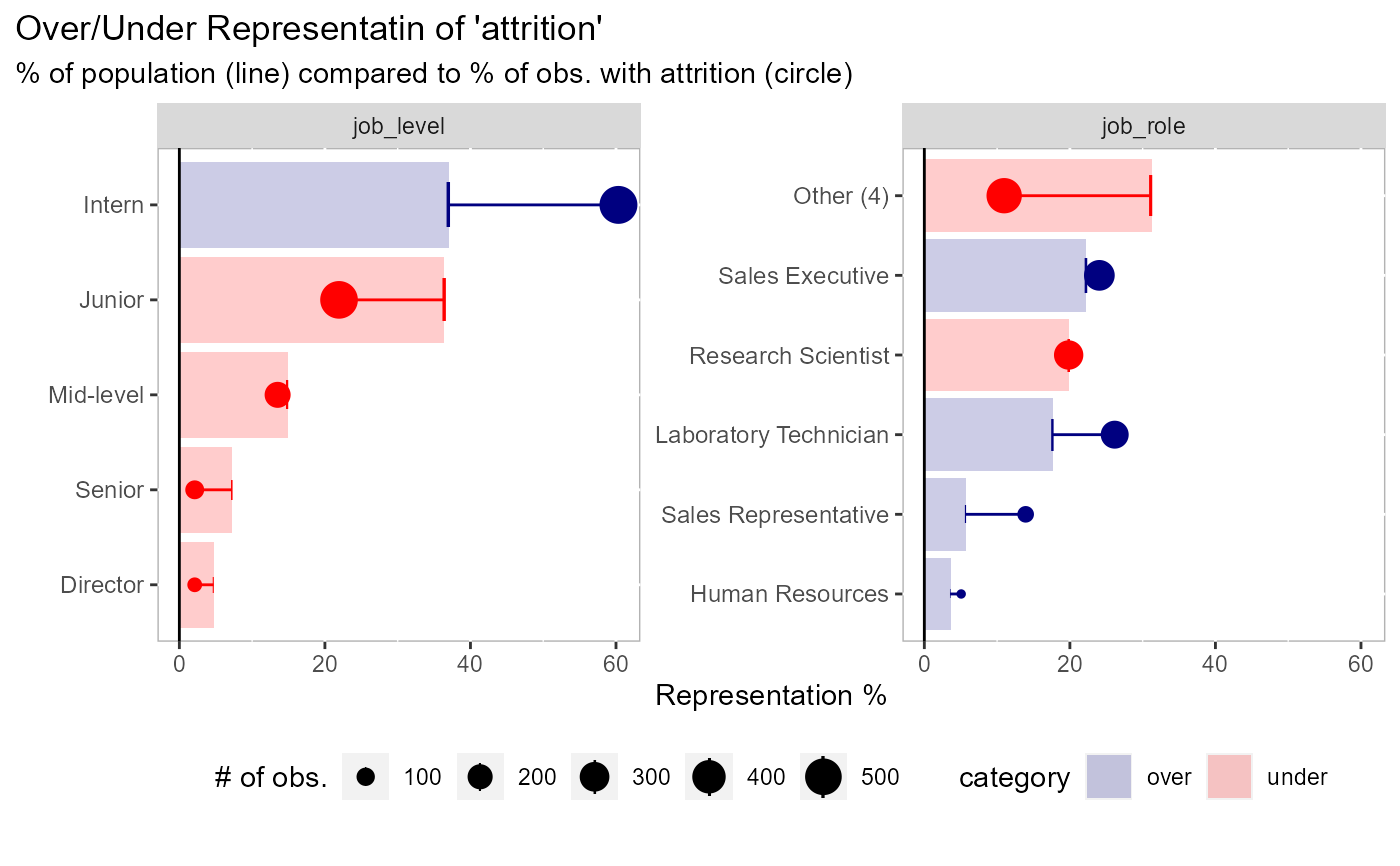 Over/Under Representatin of 'attrition'
% of population (line) compared to % of obs. with attrition (circle)
job_level
Intern
Junior
Mid-level
Senior
Director
0 20 40 60
job_role
Other (4)
Sales Executive
Research Scientist
Laboratory Technician
Sales Representative
Human Resources
0 20 40 60
Representation %
# of obs. 100 200 300 400 500 category over under